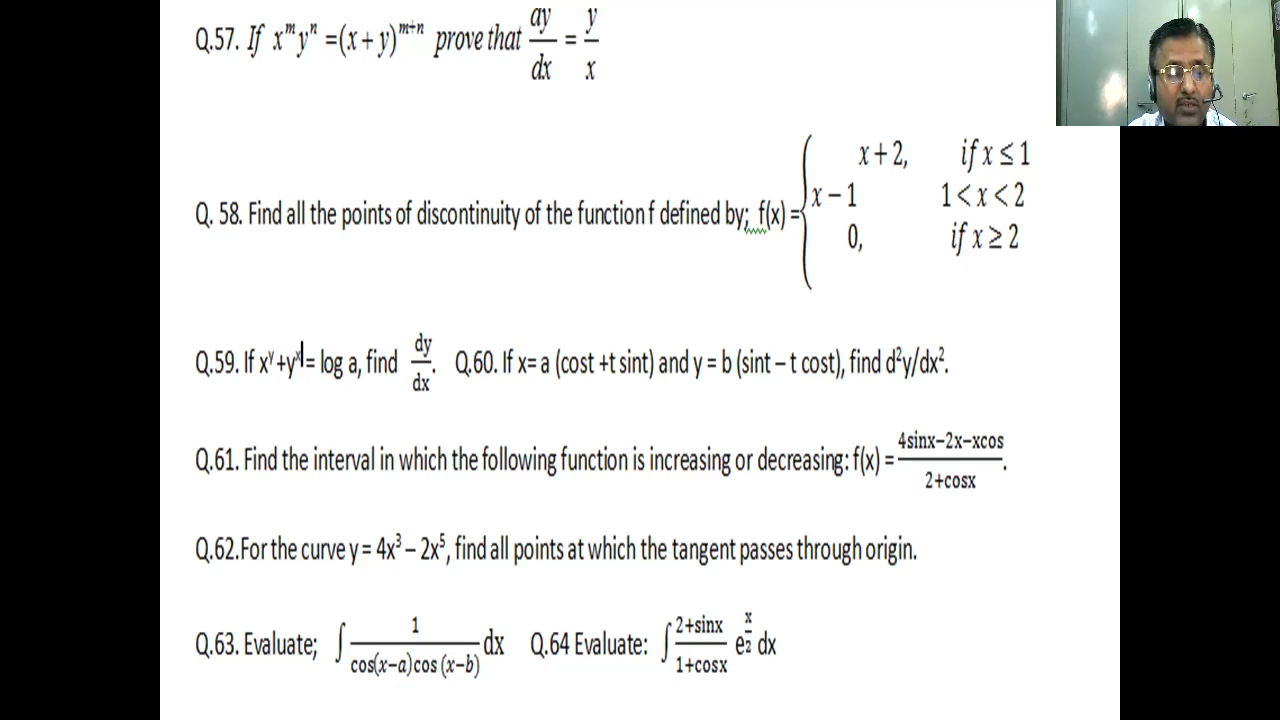 Q.57. If x^m y^n =(x+y)^{m+n} prove that dy/dx = y/x
Q. 58. Find all the points of discontinuity of the function f defined by; f(x) = { x+2, if x ≤ 1
x − 1 1 < x < 2
0, if x ≥ 2
Q.59. If x^y+y^x= log a, find dy/dx. Q.60. If x= a (cost +t sint) and y = b (sint – t cost), find d²y/dx².
Q.61. Find the interval in which the following function is increasing or decreasing: f(x) = (4sinx−2x−xcos)/(2+cosx).
Q.62.For the curve y = 4x³ – 2x⁵, find all points at which the tangent passes through origin.
Q.63. Evaluate; ∫ 1/(cos(x−a)cos (x−b)) dx Q.64 Evaluate: ∫ (2+sinx)/(1+cosx) e^{x/2} dx